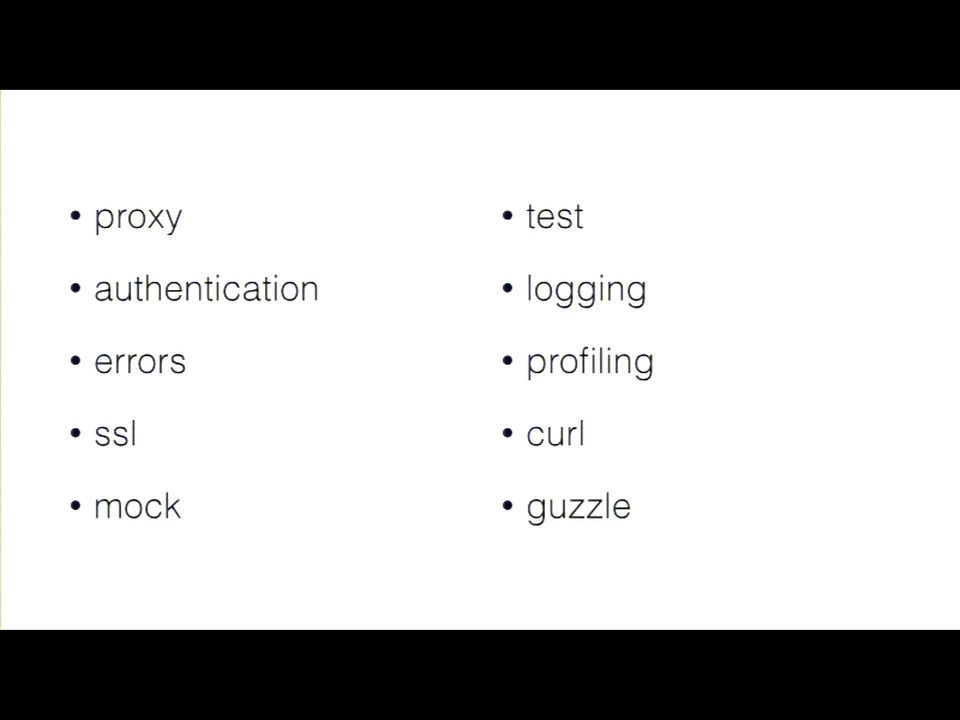 • proxy
• authentication
• errors
• ssl
• mock
• test
• logging
• profiling
• curl
• guzzle